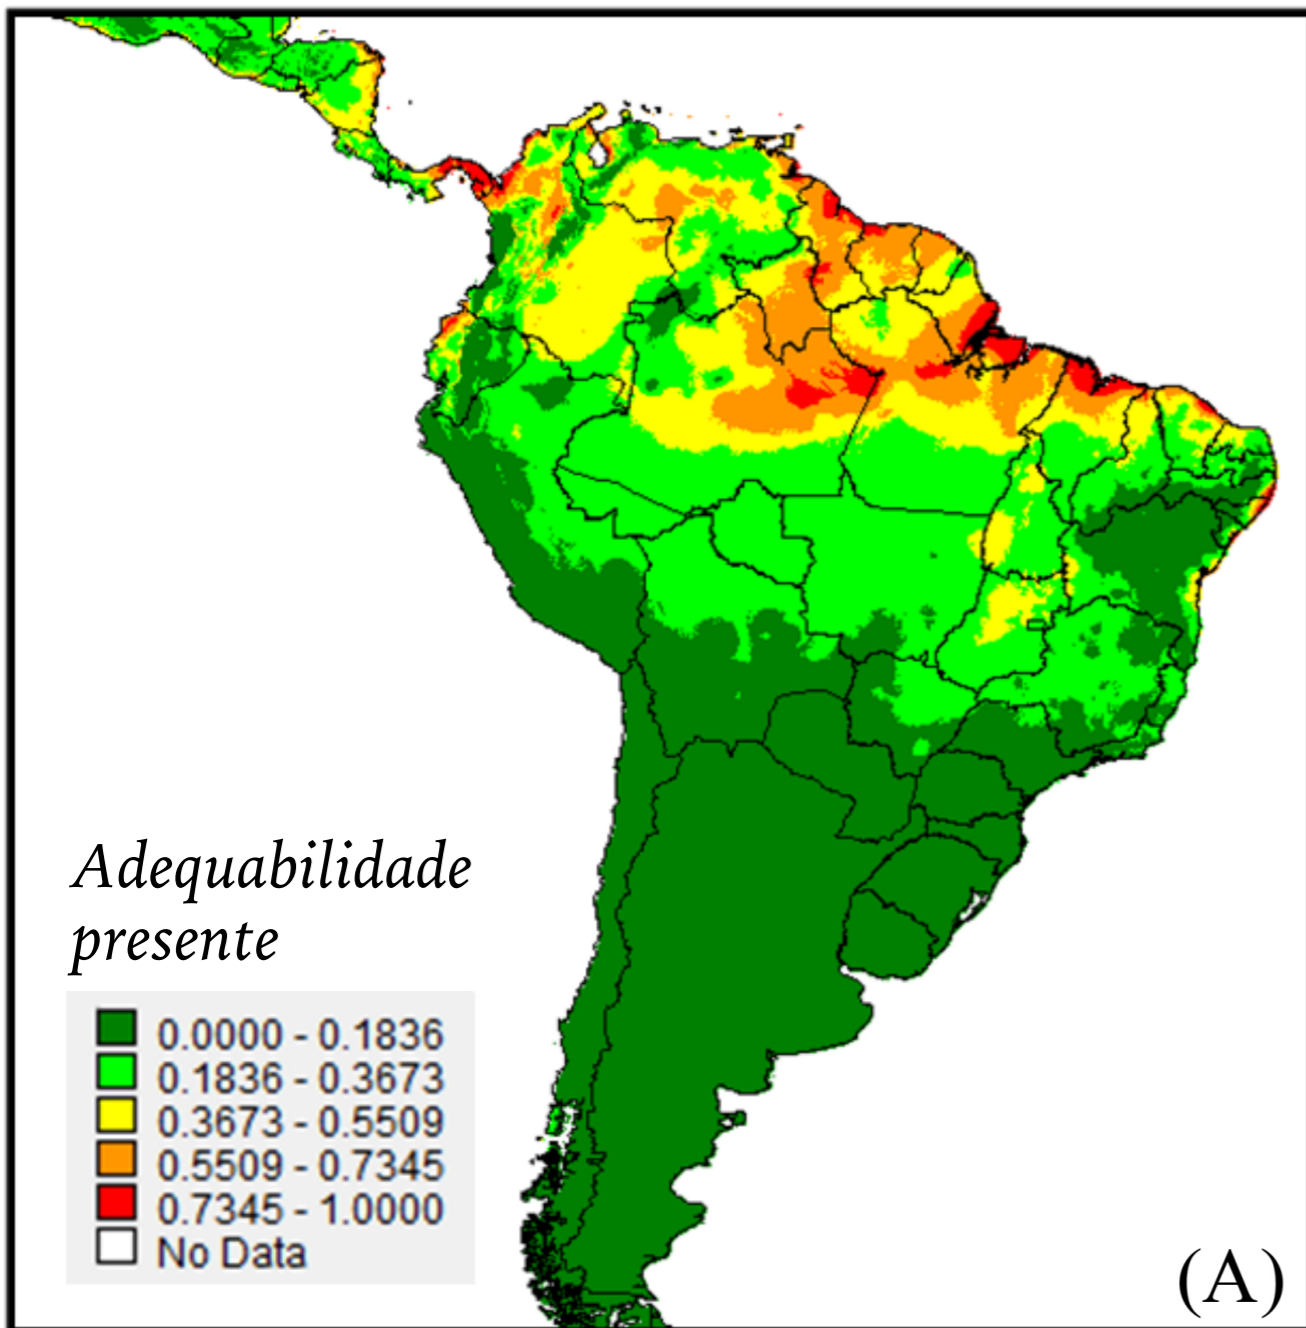 Adequabilidade
presente
0.0000 - 0.1836
0.1836 - 0.3673
0.3673 - 0.5509
0.5509 - 0.7345
0.7345 - 1.0000
No Data
(A)